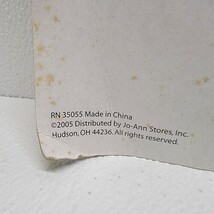 RN 35055 Made in China
©2005 Distributed by Jo-Ann Stores, Inc.
Hudson, OH 44236. All rights reserved.